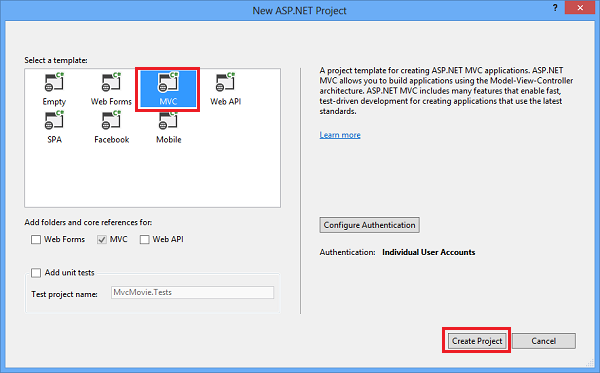 New ASP.NET Project
?
Select a template:
Empty
Web Forms
MVC
Web API
SPA
Facebook
Mobile
A project template for creating ASP.NET MVC applications. ASP.NET
MVC allows you to build applications using the Model-View-Controller
architecture. ASP.NET MVC includes many features that enable fast,
test-driven development for creating applications that use the latest
standards.
Learn more
Add folders and core references for:
Web Forms
MVC
Web API
Configure Authentication
Authentication: Individual User Accounts
Add unit tests
Test project name:
MvcMovie.Tests
Create Project
Cancel